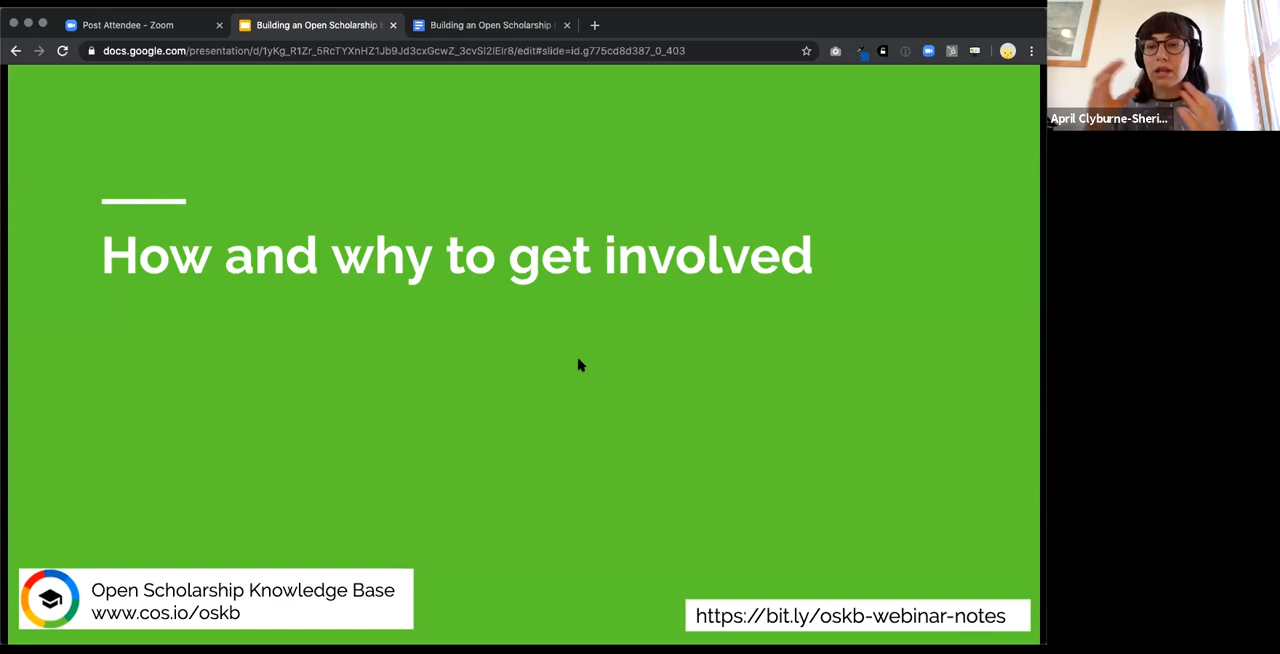 Post Attendee - Zoom
Building an Open Scholarship
Building an Open Scholarship
docs.google.com/presentation/d/1yKg_R1Zr_5RcTYXnHZ1Jb9Jd3cxGcwZ_3cvSl2lElr8/edit#slide=id.g775cd8d387_0_403
April Clyburne-Sheri...
How and why to get involved
Open Scholarship Knowledge Base
www.cos.io/oskb
https://bit.ly/oskb-webinar-notes